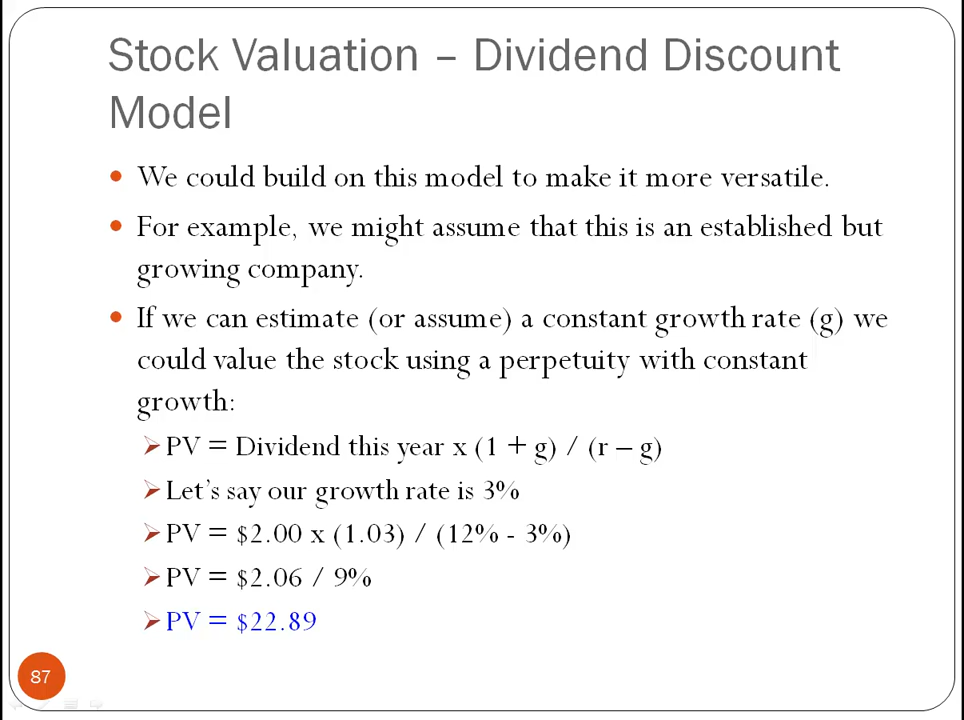 Stock Valuation – Dividend Discount
Model
We could build on this model to make it more versatile.
For example, we might assume that this is an established but
growing company.
If we can estimate (or assume) a constant growth rate (g) we
could value the stock using a perpetuity with constant
growth:
PV = Dividend this year x (1 + g) / (r – g)
Let's say our growth rate is 3%
PV = $2.00 x (1.03) / (12% - 3%)
PV = $2.06 / 9%
PV = $22.89
87